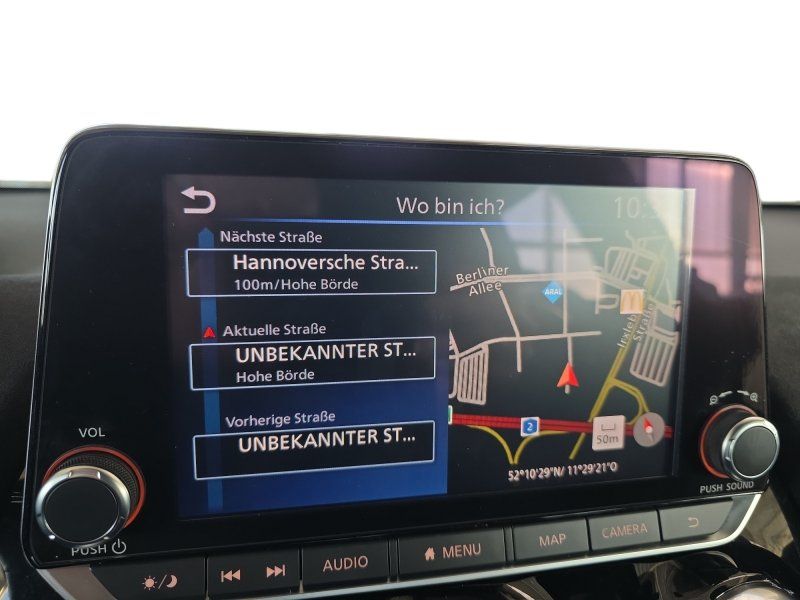 Wo bin ich?
Nächste Straße
Hannoversche Stra...
100m/Hohe Börde
Aktuelle Straße
UNBEKANNTER ST...
Hohe Börde
Vorherige Straße
UNBEKANNTER ST...
Berliner
Allee
ARAL
Irxleber
Straße
2
50m
52°10'29"N/ 11°29'21"O
VOL
PUSH
PUSH SOUND
AUDIO
MENU
MAP
CAMERA